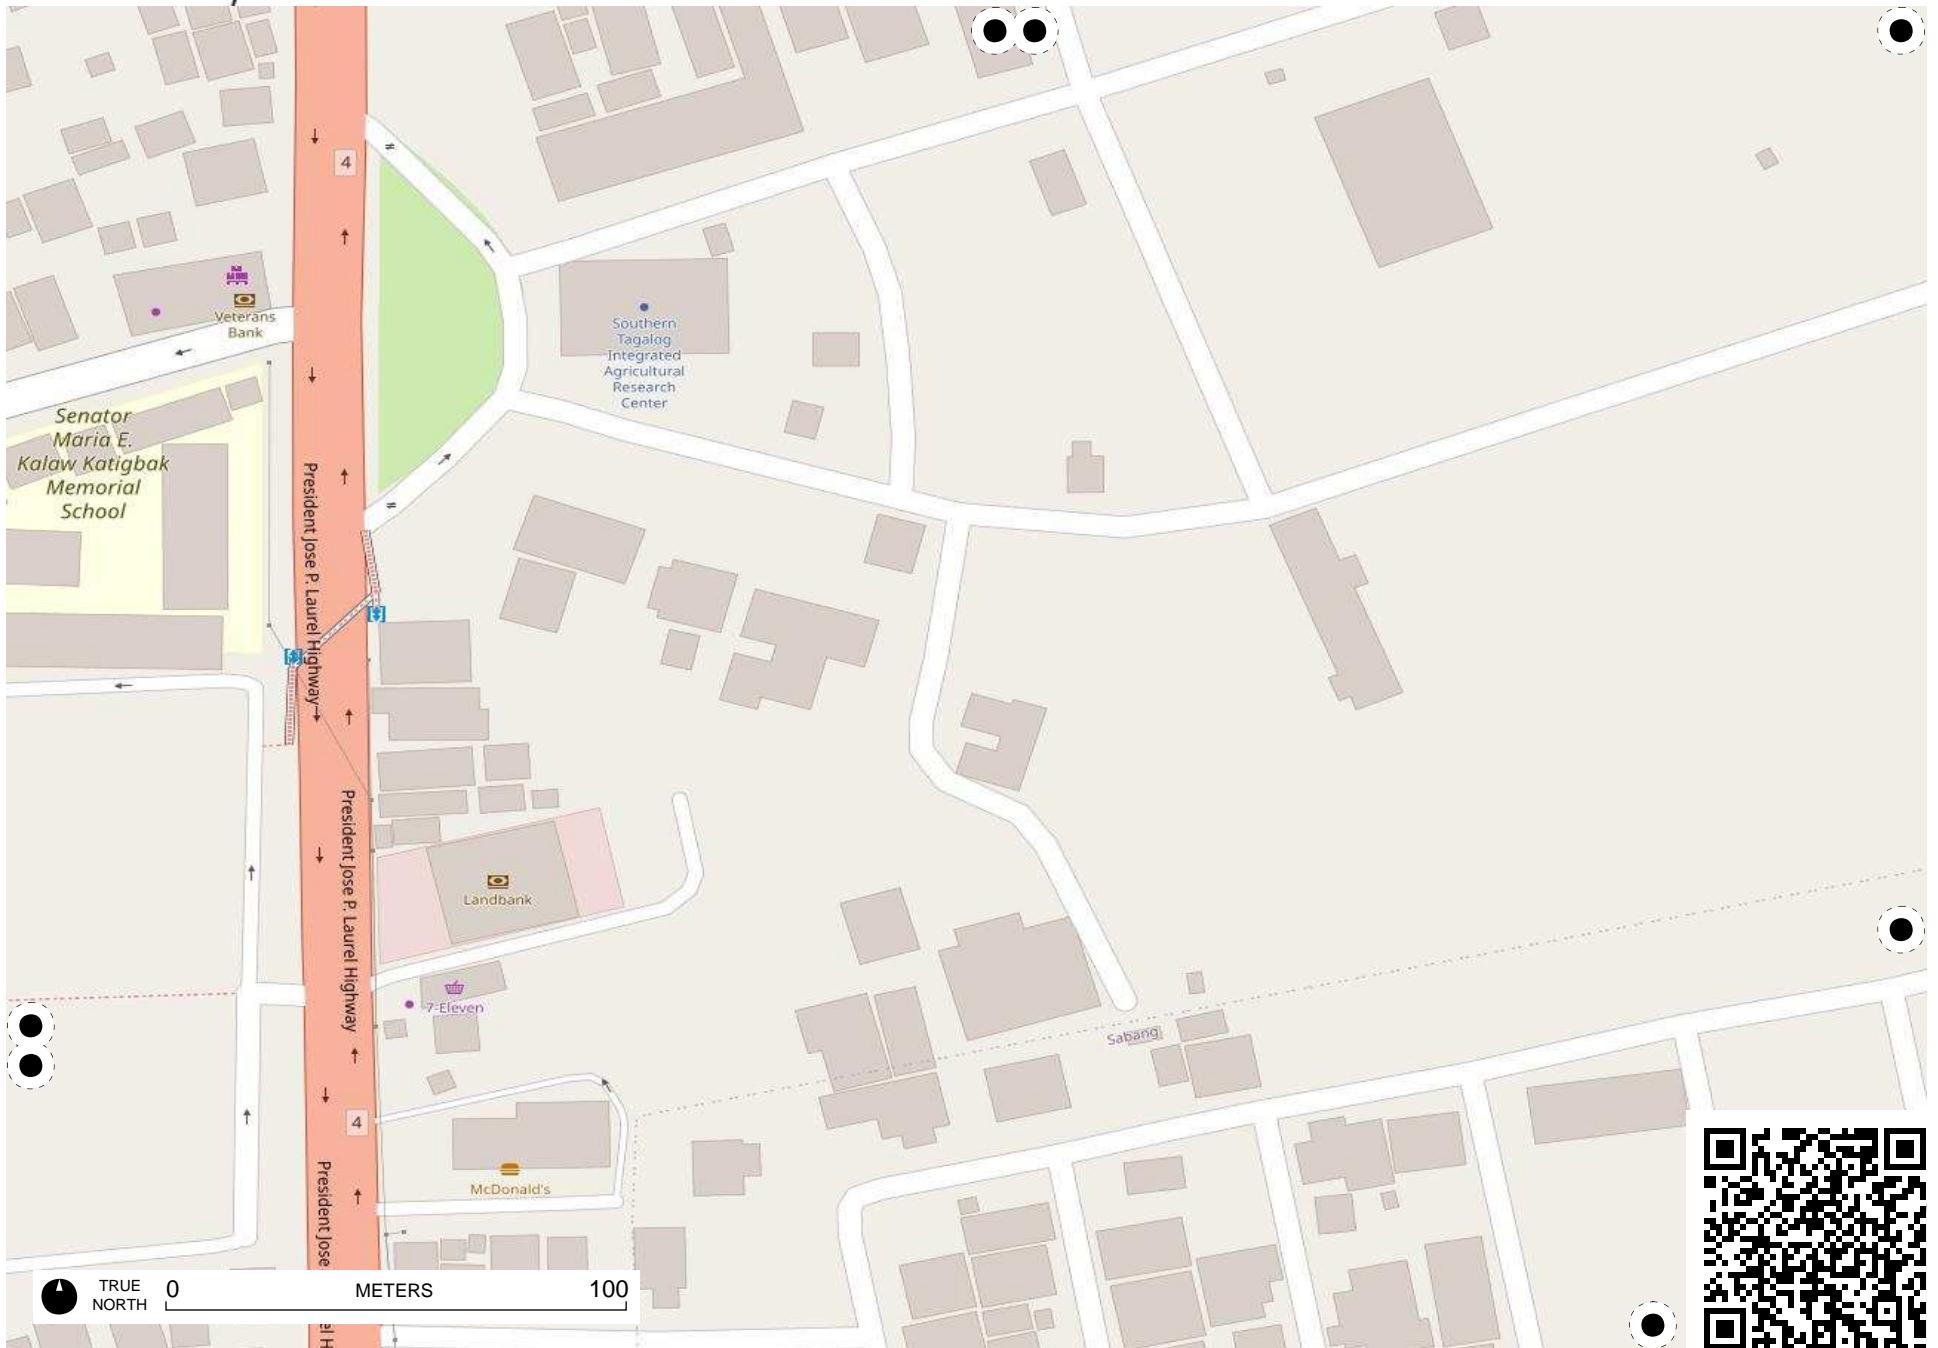 4
Veterans
Bank
Southern
Tagalog
Integrated
Agricultural
Research
Center
Senator
Maria E.
Kalaw Katigbak
Memorial
School
President Jose P. Laurel Highway
President Jose P. Laurel Highway
Landbank
7-Eleven
Sabang
4
McDonald's
President Jose
el H
TRUE
NORTH
0
METERS
100